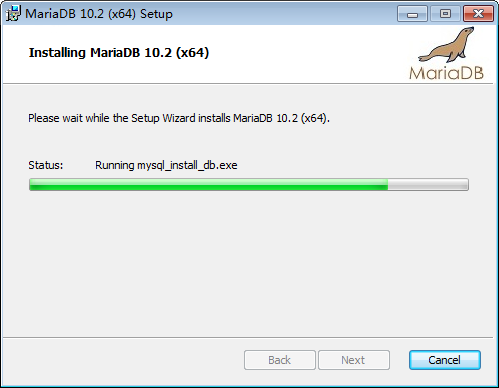 MariaDB 10.2 (x64) Setup
Installing MariaDB 10.2 (x64)
MariaDB
Please wait while the Setup Wizard installs MariaDB 10.2 (x64).
Status: Running mysql_install_db.exe
Back Next Cancel